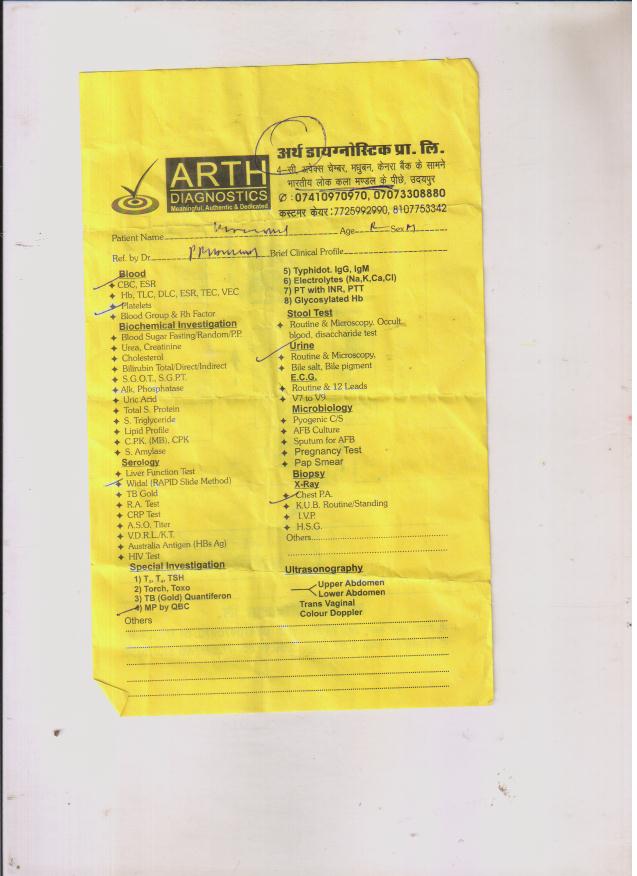 ARTH
DIAGNOSTICS
Meaningful, Authentic & Dedicated
अर्थ डायग्नोस्टिक प्रा. लि.
4-सी, अपेक्स चेम्बर, मधुबन, केनरा बैंक के सामने
भारतीय लोक कला मण्डल के पीछे, उदयपुर
✆ : 07410970970, 07073308880
कस्टमर केयर : 7725992990, 8107753342
Patient Name Age Sex M
Ref. by Dr. Brief Clinical Profile
Blood
CBC, ESR
Hb, TLC, DLC, ESR, TEC, VEC
Platelets
Blood Group & Rh Factor
Biochemical Investigation
Blood Sugar Fasting/Random/P.P.
Urea, Creatinine
Cholesterol
Bilirubin Total/Direct/Indirect
S.G.O.T., S.G.P.T.
Alk. Phosphatase
Uric Acid
Total S. Protein
S. Triglyceride
Lipid Profile
C.P.K. (MB), CPK
S. Amylase
Serology
Liver Function Test
Widal (RAPID Slide Method)
TB Gold
R.A. Test
CRP Test
A.S.O. Titer
V.D.R.L./K.T.
Australia Antigen (HBs Ag)
HIV Test
Special Investigation
1) T3, T4, TSH
2) Torch, Toxo
3) TB (Gold) Quantiferon
4) MP by QBC
Others
5) Typhidot. IgG, IgM
6) Electrolytes (Na,K,Ca,Cl)
7) PT with INR, PTT
8) Glycosylated Hb
Stool Test
Routine & Microscopy. Occult.
blood, disaccharide test
Urine
Routine & Microscopy,
Bile salt, Bile pigment
E.C.G.
Routine & 12 Leads
V7 to V9
Microbiology
Pyogenic C/S
AFB Culture
Sputum for AFB
Pregnancy Test
Pap Smear
Biopsy
X-Ray
Chest P.A.
K.U.B. Routine/Standing
I.V.P.
H.S.G.
Others
Ultrasonography
Upper Abdomen
Lower Abdomen
Trans Vaginal
Colour Doppler